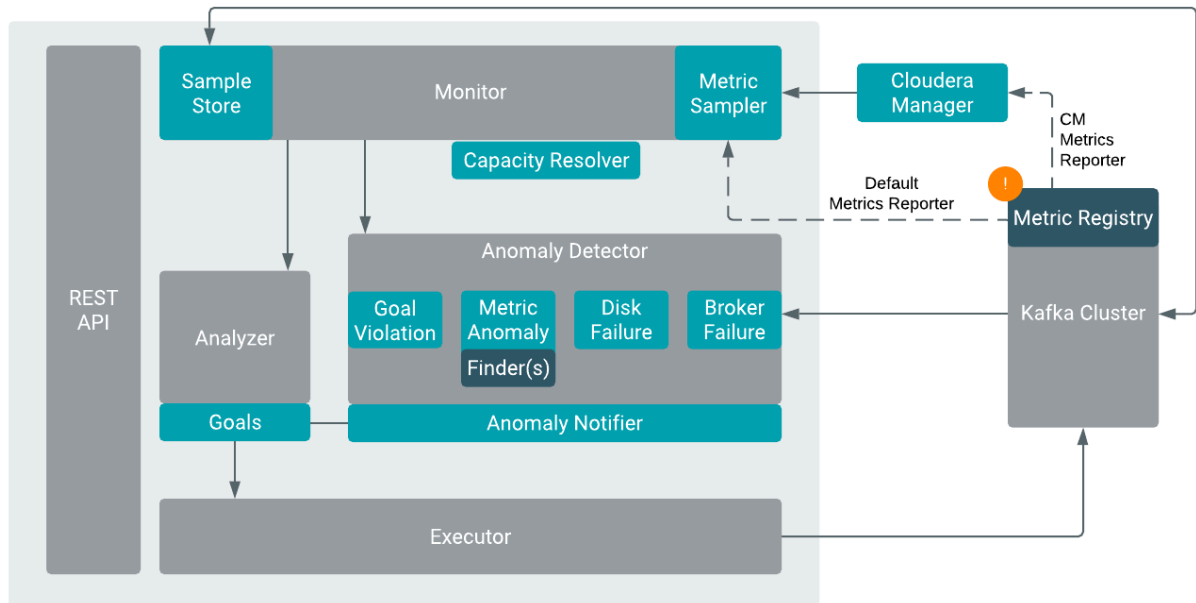 Sample
Store
Monitor
Metric
Sampler
Cloudera
Manager
CM
Metrics
Reporter
Capacity Resolver
Default
Metrics Reporter
!
Metric Registry
Anomaly Detector
REST
API
Analyzer
Goal
Violation
Metric
Anomaly
Finder(s)
Disk
Failure
Broker
Failure
Kafka Cluster
Goals
Anomaly Notifier
Executor